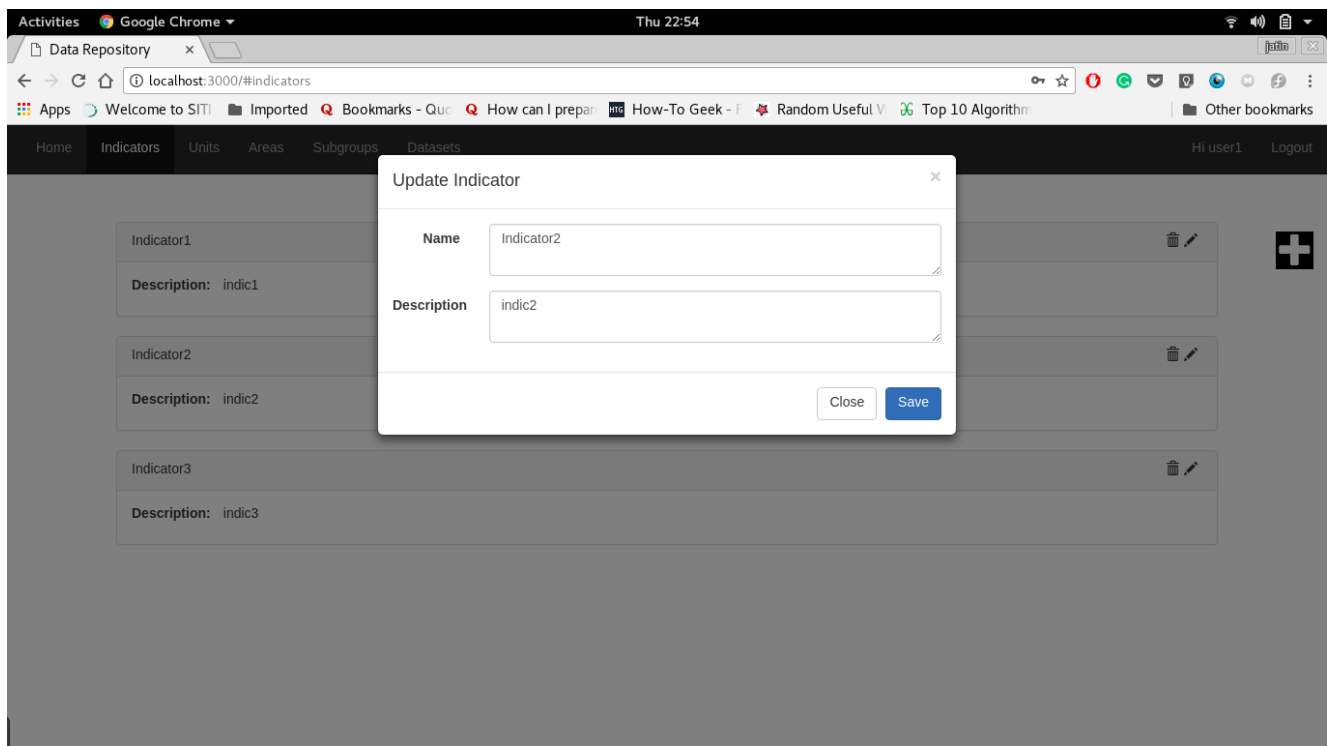 Activities Google Chrome Thu 22:54
Data Repository jatin
localhost:3000/#indicators
Apps Welcome to SITI Imported Bookmarks - Quo How can I prepar How-To Geek - F Random Useful W Top 10 Algorithm Other bookmarks
Home Indicators Units Areas Subgroups Datasets Hi user1 Logout
Update Indicator ×
Name Indicator2
Description indic2
Close Save
Indicator1
Description: indic1
Indicator2
Description: indic2
Indicator3
Description: indic3